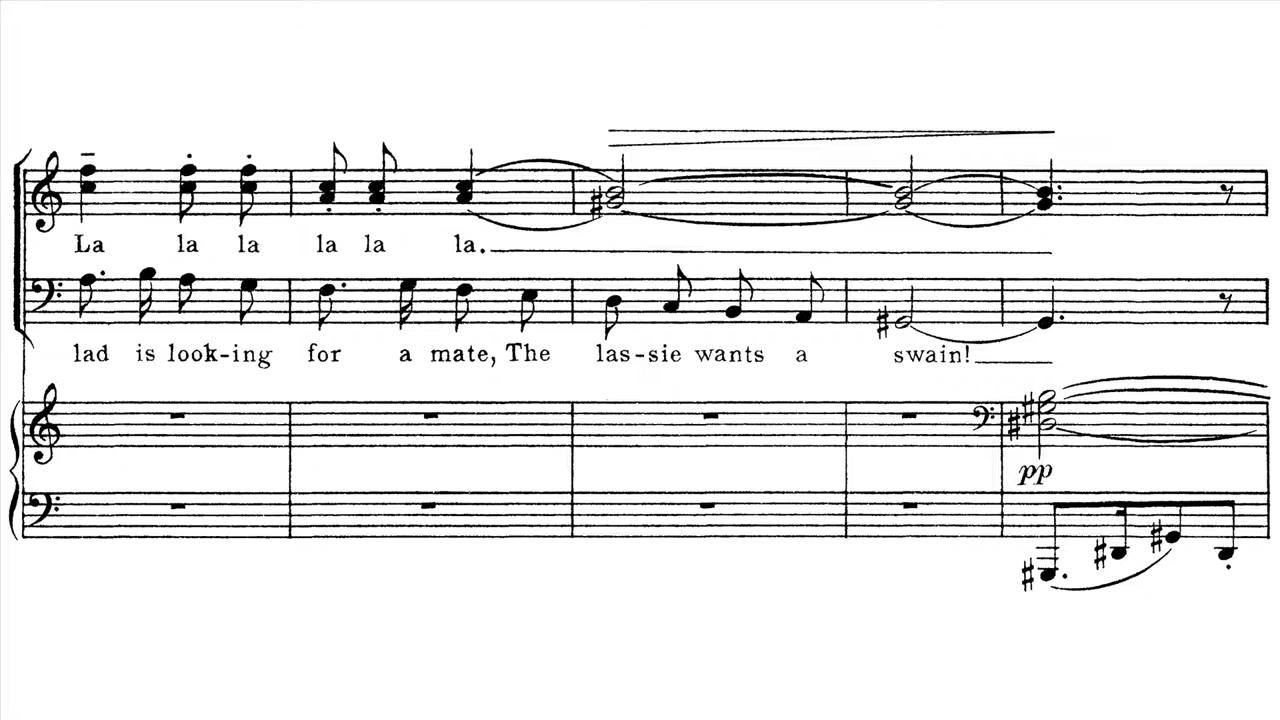 La la la la la la.
lad is look-ing for a mate, The las-sie wants a swain!
pp